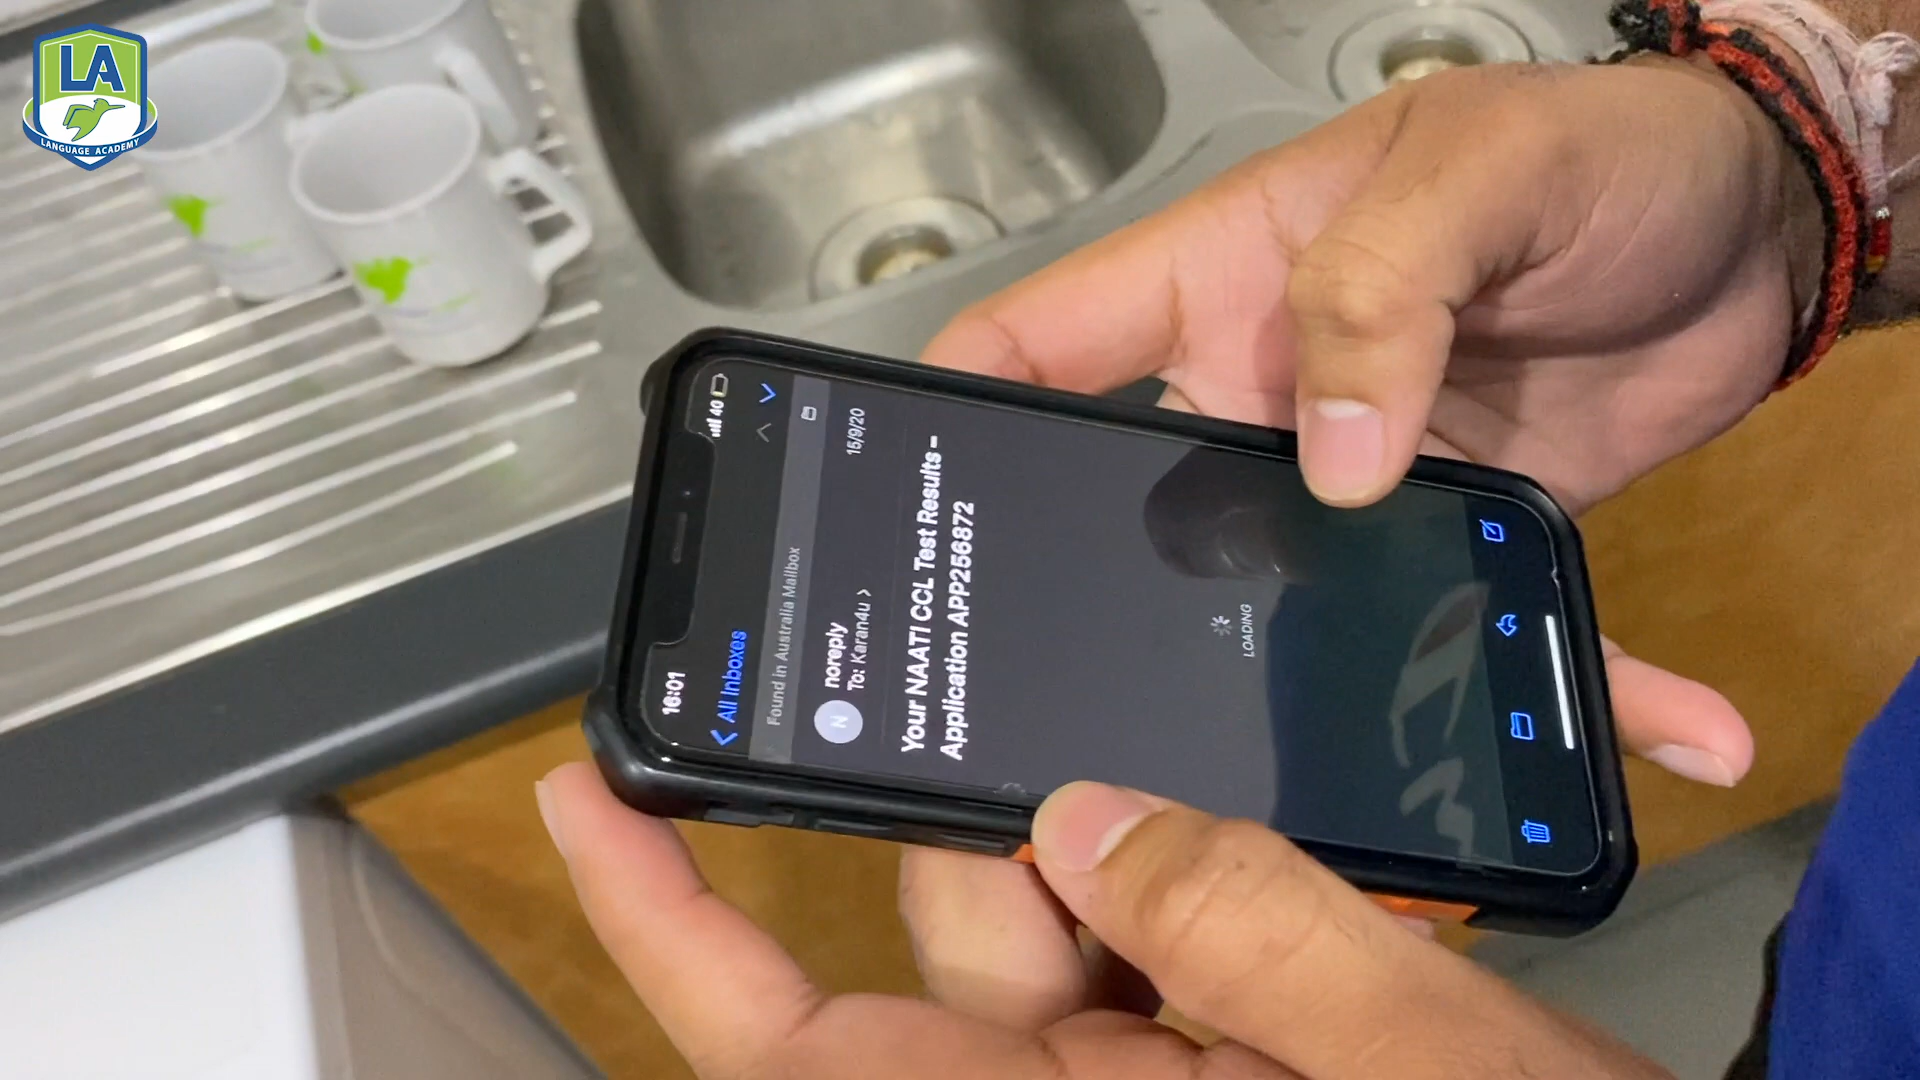 LA
LANGUAGE ACADEMY
16:01
40
All Inboxes
Found in Australia Mailbox
N
noreply
15/9/20
To: Karan4u >
Your NAATI CCL Test Results –
Application APP256872
LOADING